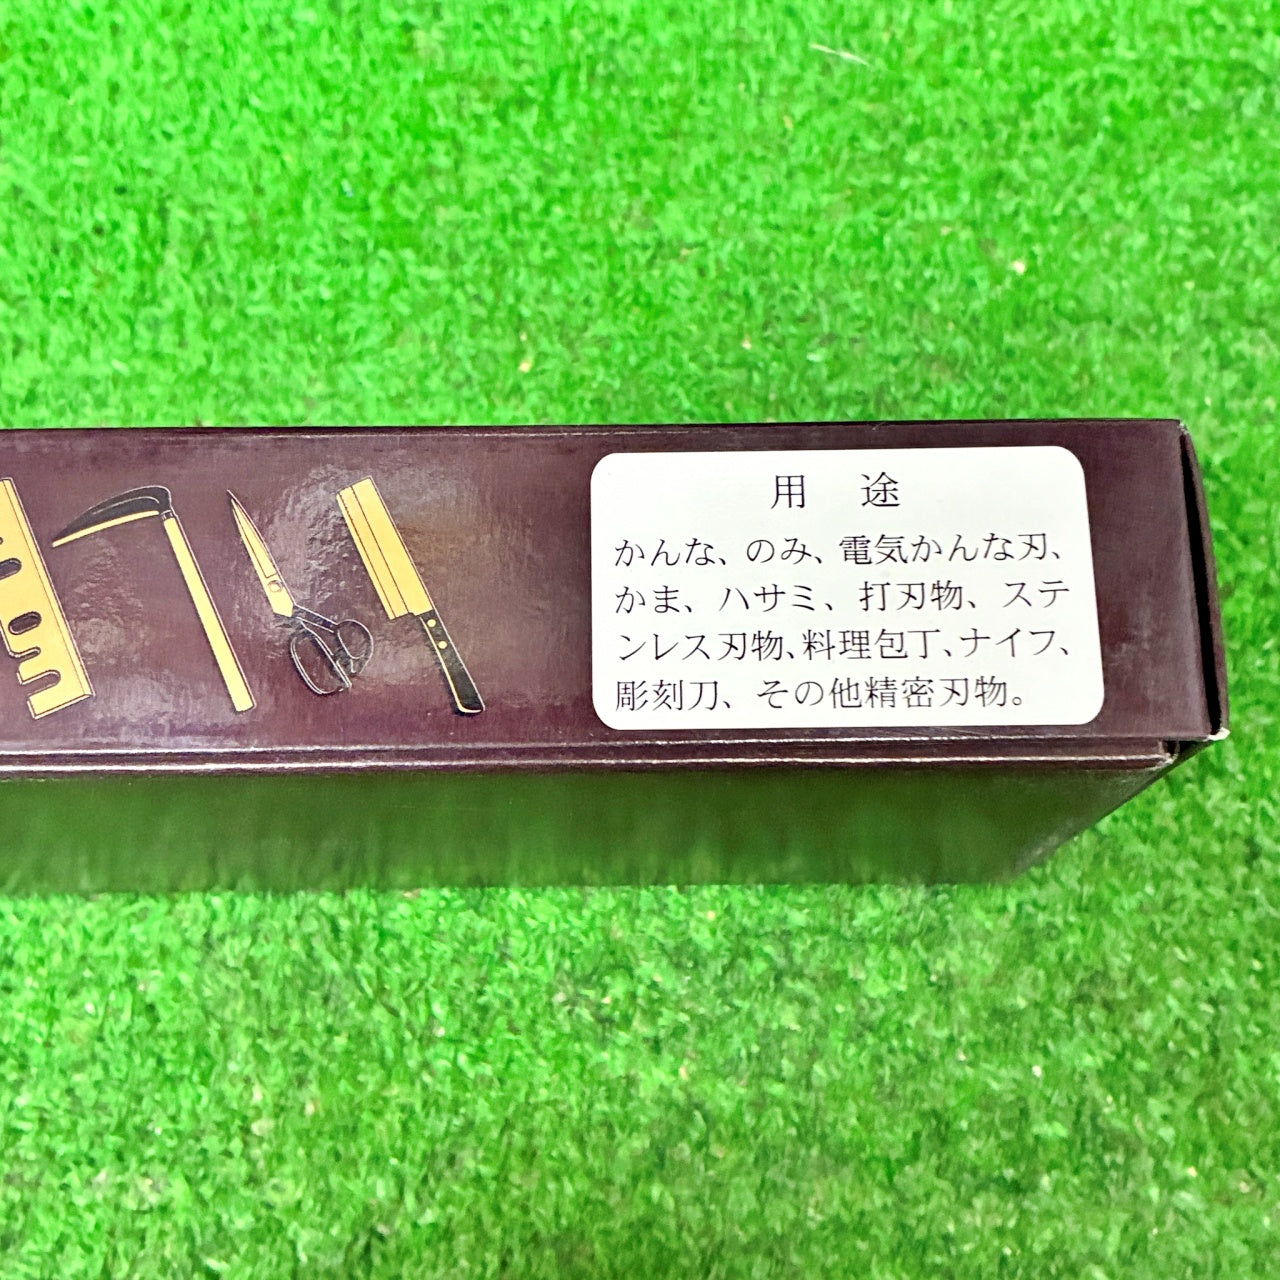 用 途
かんな、のみ、電気かんな刃、
かま、ハサミ、打刃物、ステ
ンレス刃物、料理包丁、ナイフ、
彫刻刀、その他精密刃物。